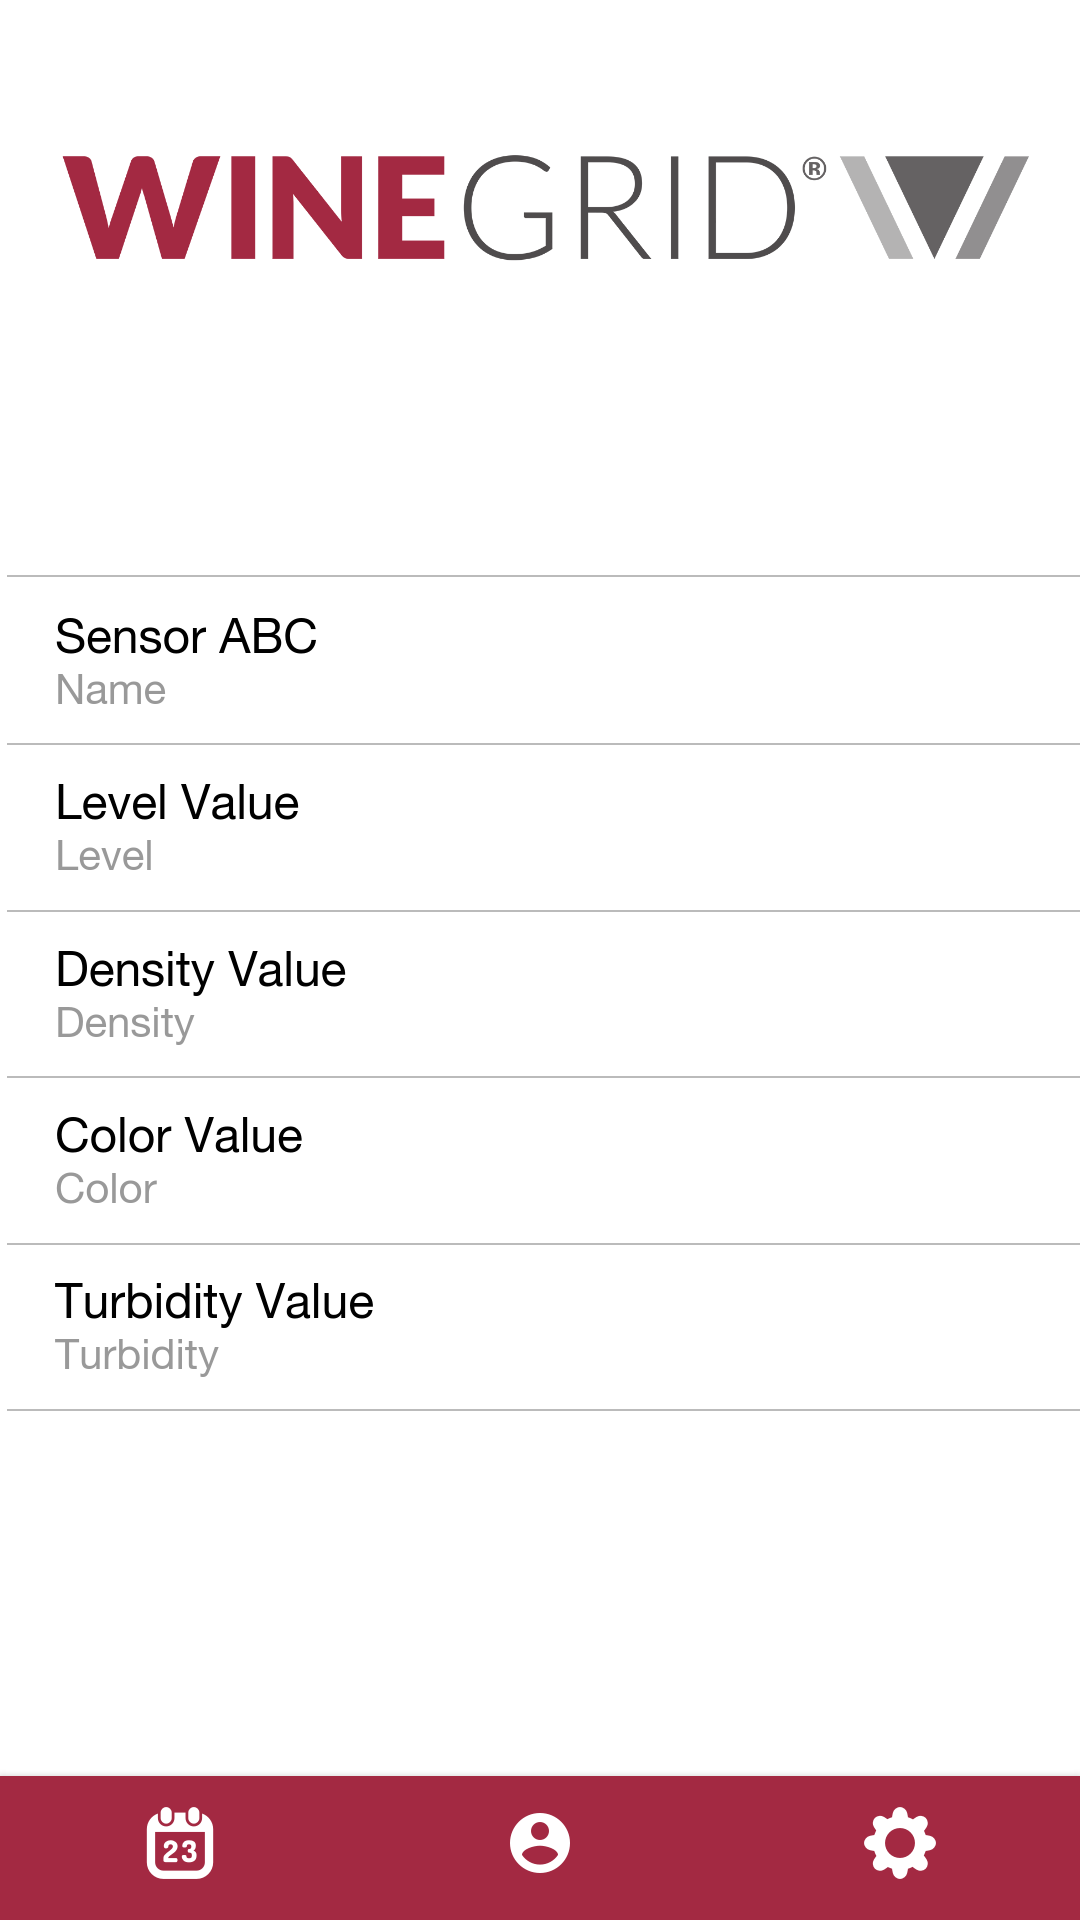 WINEGRID®
Sensor ABC
Name
Level Value
Level
Density Value
Density
Color Value
Color
Turbidity Value
Turbidity
23